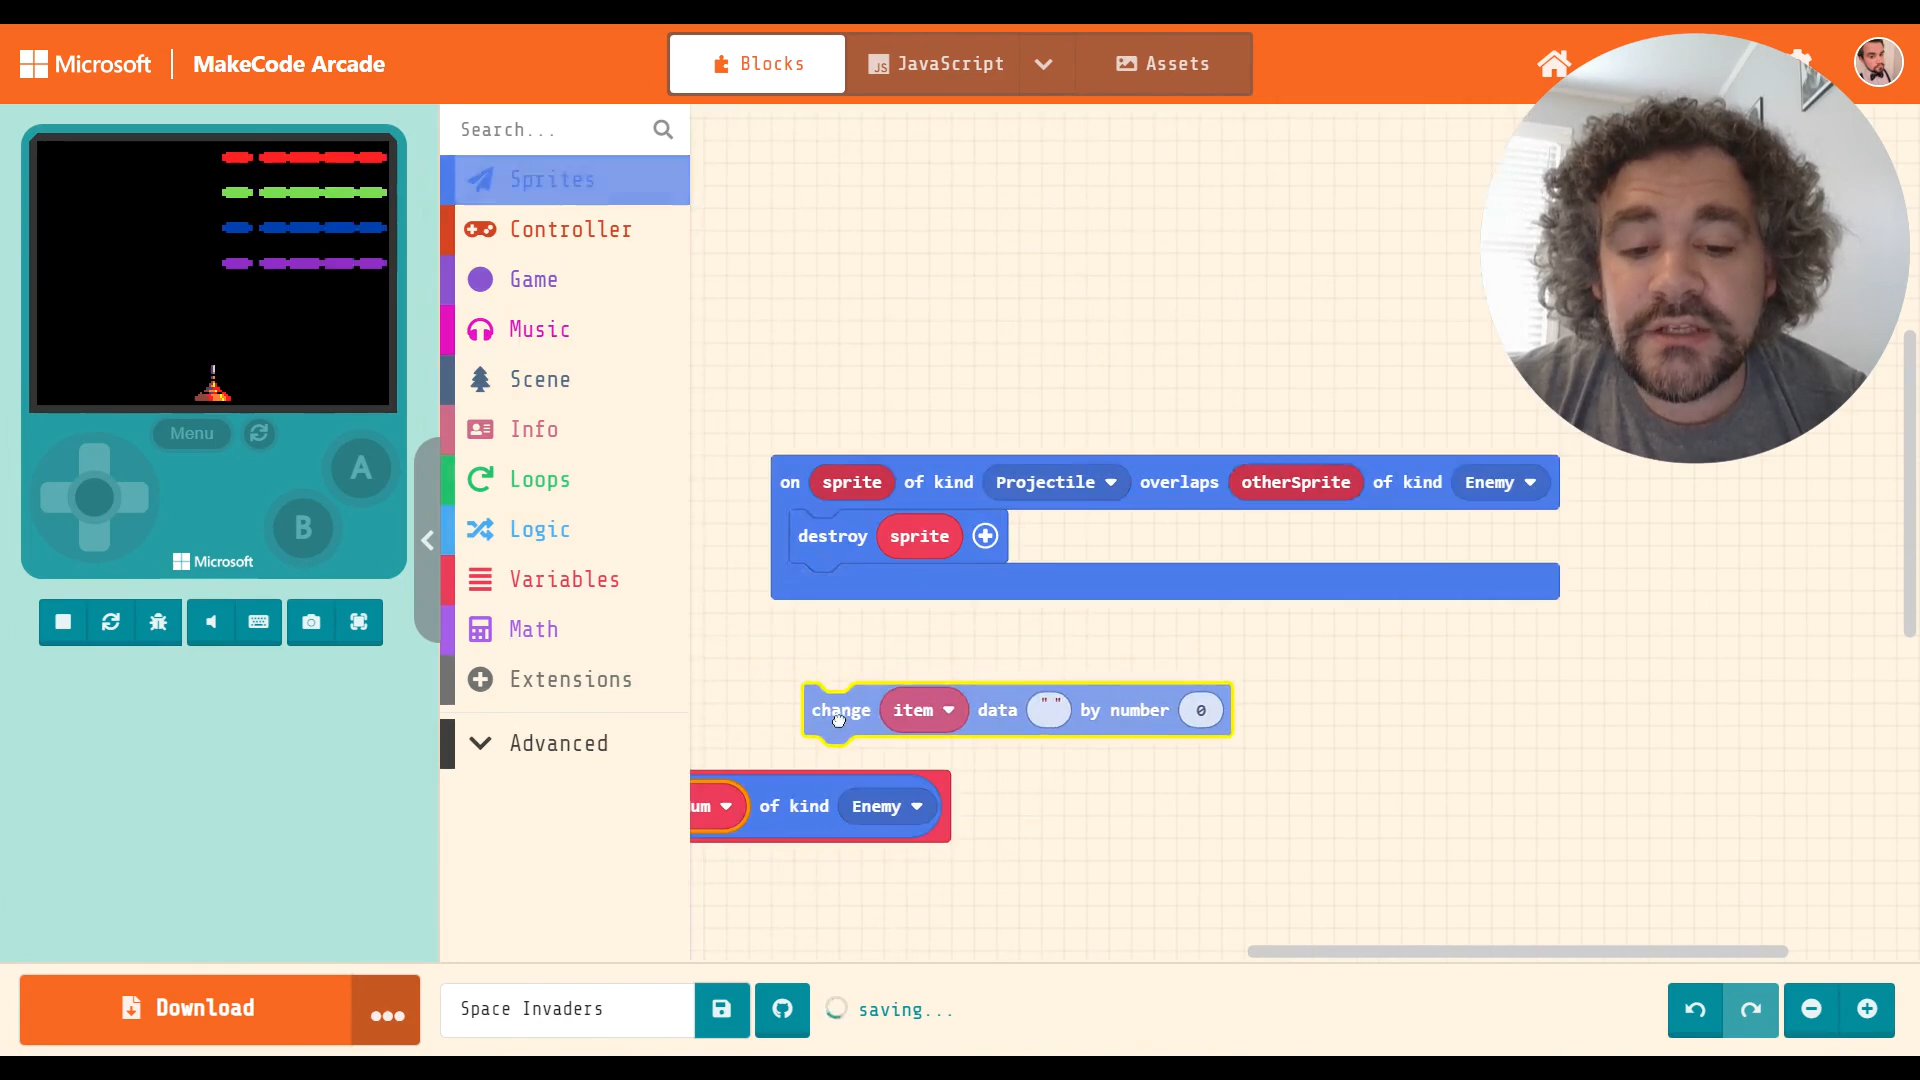 Microsoft
MakeCode Arcade
Blocks
JS JavaScript
Assets
Search...
Sprites
Controller
Game
Music
Scene
Info
Loops
Logic
Variables
Math
Extensions
Advanced
Menu
A
B
Microsoft
on sprite of kind Projectile overlaps otherSprite of kind Enemy
destroy sprite
change item data " " by number 0
um of kind Enemy
Download
Space Invaders
saving...